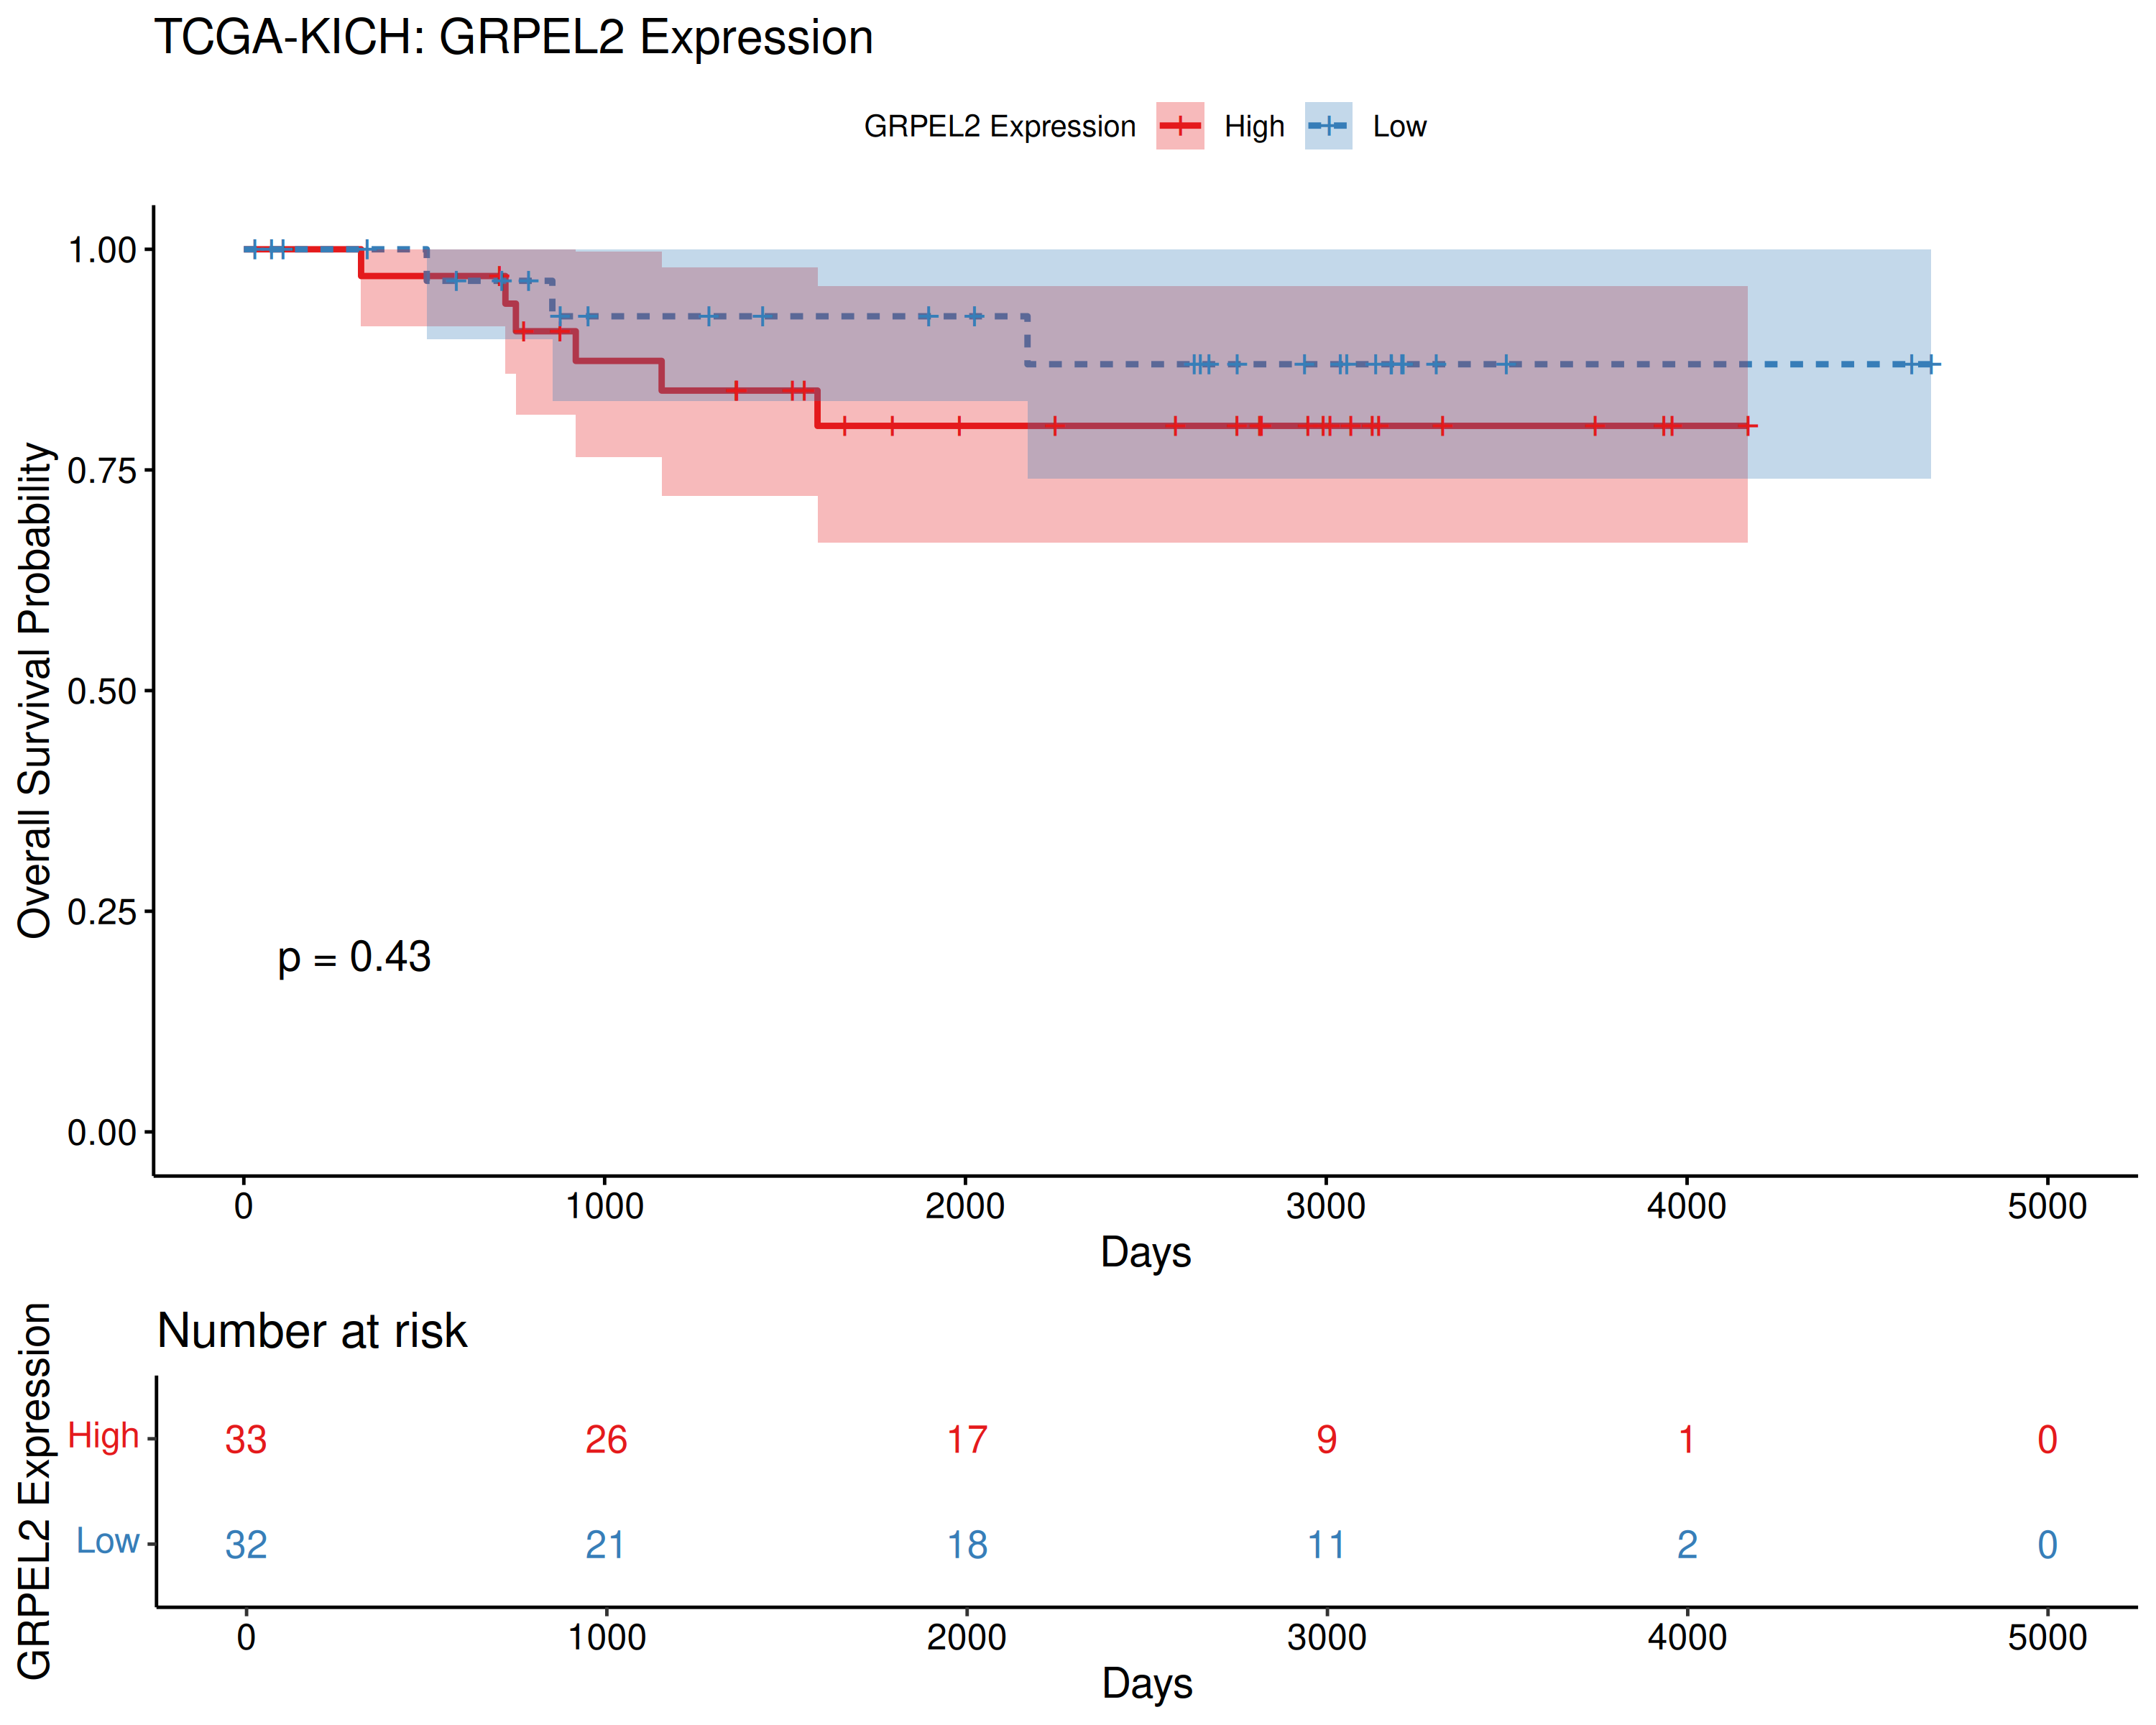 TCGA-KICH: GRPEL2 Expression
GRPEL2 Expression High Low
Overall Survival Probability
1.00
0.75
0.50
0.25
0.00
p = 0.43
0 1000 2000 3000 4000 5000
Days
Number at risk
GRPEL2 Expression
High 33 26 17 9 1 0
Low 32 21 18 11 2 0
0 1000 2000 3000 4000 5000
Days